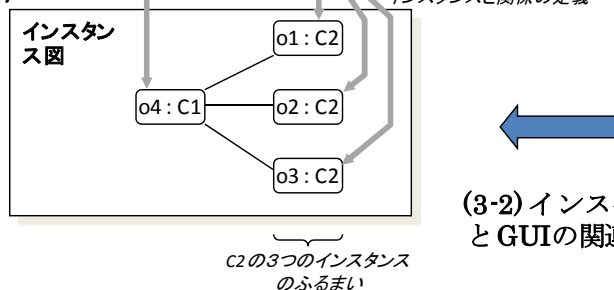 インスタンスと関係の定義
インスタン
ス図
o1 : C2
o4 : C1
o2 : C2
o3 : C2
(3-2) インス
とGUIの関
C2の３つのインスタンス
のふるまい